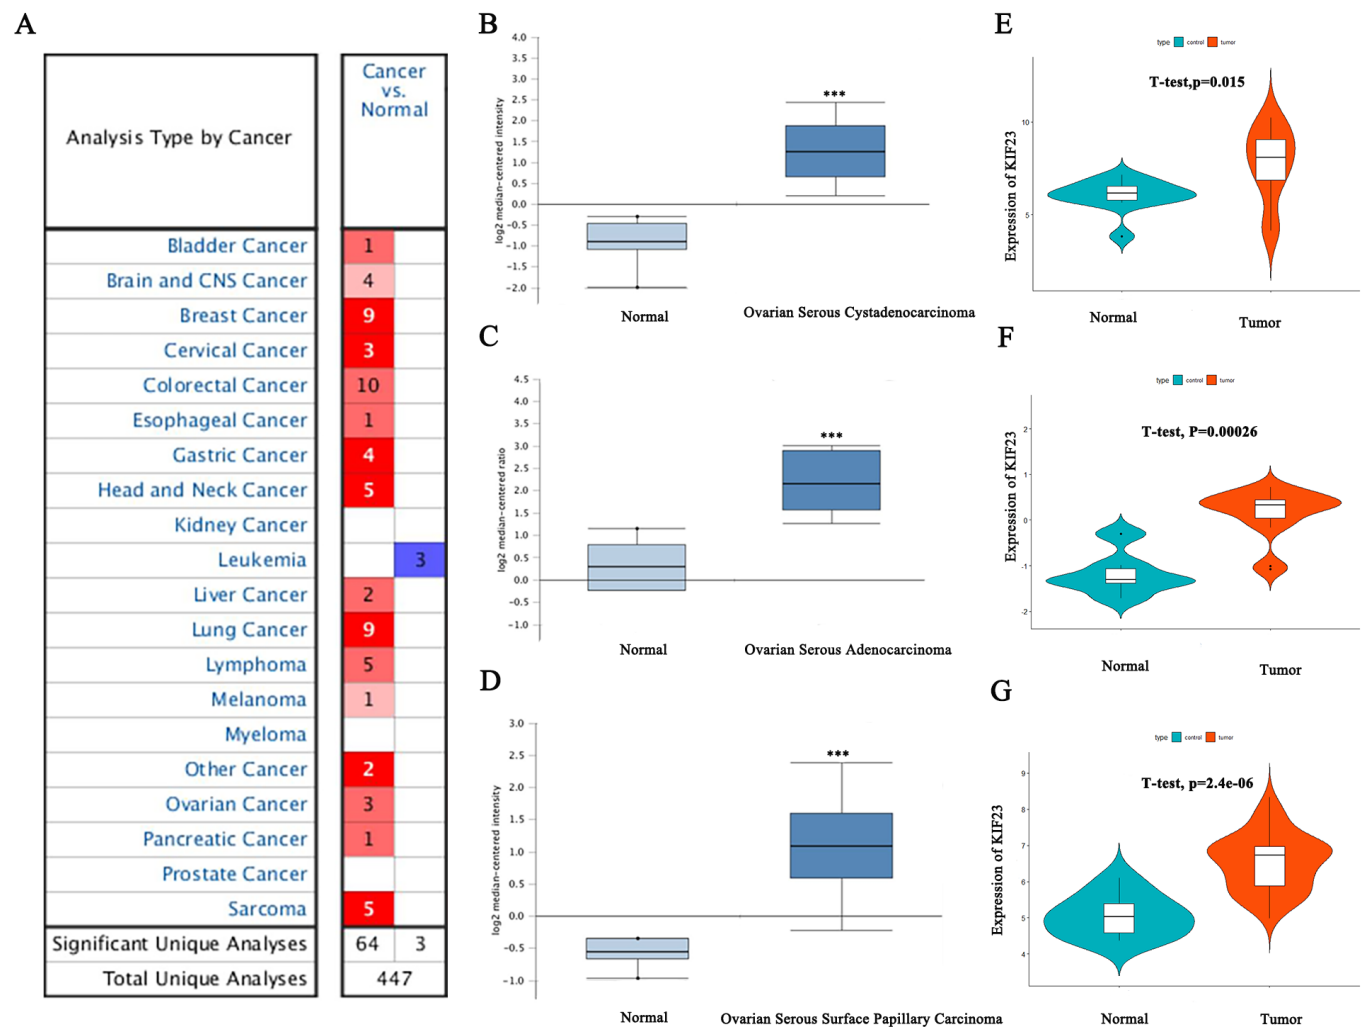 A
Analysis Type by Cancer
Cancer
vs.
Normal
Bladder Cancer 1
Brain and CNS Cancer 4
Breast Cancer 9
Cervical Cancer 3
Colorectal Cancer 10
Esophageal Cancer 1
Gastric Cancer 4
Head and Neck Cancer 5
Kidney Cancer
Leukemia 3
Liver Cancer 2
Lung Cancer 9
Lymphoma 5
Melanoma 1
Myeloma
Other Cancer 2
Ovarian Cancer 3
Pancreatic Cancer 1
Prostate Cancer
Sarcoma 5
Significant Unique Analyses 64 3
Total Unique Analyses 447
B
log2 median-centered intensity
4.0
3.5
3.0
2.5
2.0
1.5
1.0
0.5
0.0
-0.5
-1.0
-1.5
-2.0
***
Normal Ovarian Serous Cystadenocarcinoma
C
log2 median-centered ratio
4.5
4.0
3.5
3.0
2.5
2.0
1.5
1.0
0.5
0.0
-0.5
-1.0
***
Normal Ovarian Serous Adenocarcinoma
D
log2 median-centered intensity
3.0
2.5
2.0
1.5
1.0
0.5
0.0
-0.5
-1.0
***
Normal Ovarian Serous Surface Papillary Carcinoma
E
type control tumor
T-test,p=0.015
Expression of KIF23
10
5
Normal Tumor
F
type control tumor
T-test, P=0.00026
Expression of KIF23
2
1
0
-1
-2
Normal Tumor
G
type control tumor
T-test, p=2.4e-06
Expression of KIF23
9
8
7
6
5
4
Normal Tumor